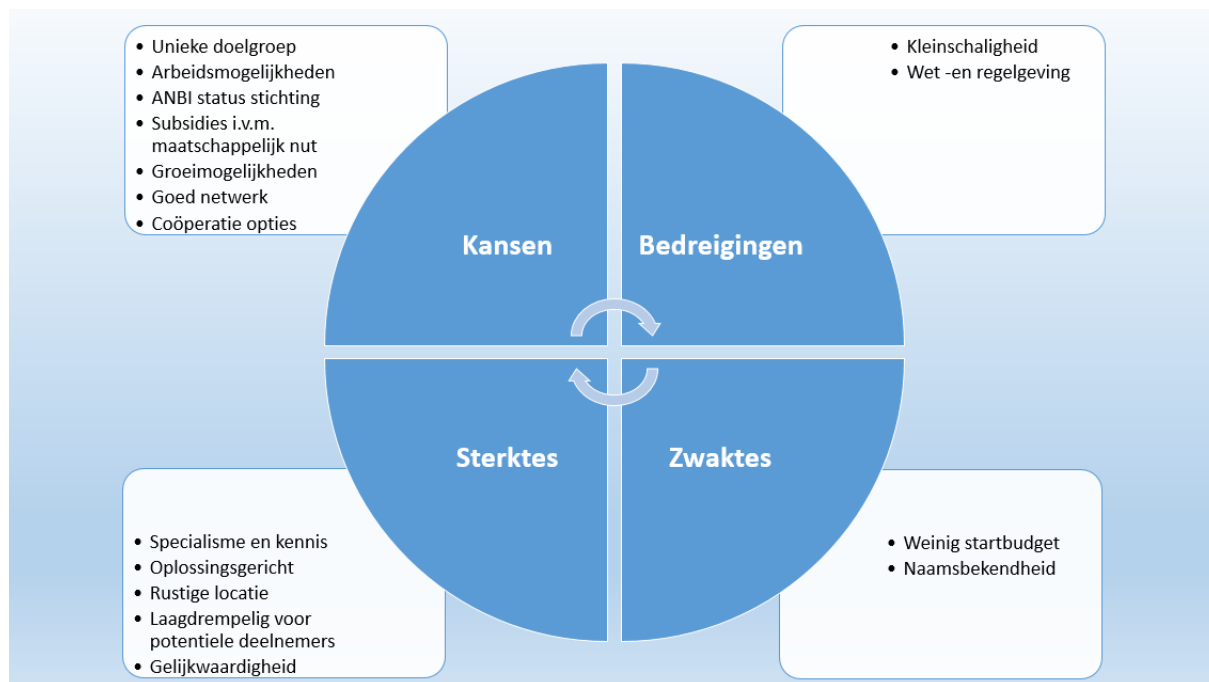 • Unieke doelgroep
• Arbeidsmogelijkheden
• ANBI status stichting
• Subsidies i.v.m.
maatschappelijk nut
• Groeimogelijkheden
• Goed netwerk
• Coöperatie opties
• Kleinschaligheid
• Wet -en regelgeving
Kansen
Bedreigingen
Sterktes
Zwaktes
• Specialisme en kennis
• Oplossingsgericht
• Rustige locatie
• Laagdrempelig voor
potentiele deelnemers
• Gelijkwaardigheid
• Weinig startbudget
• Naamsbekendheid